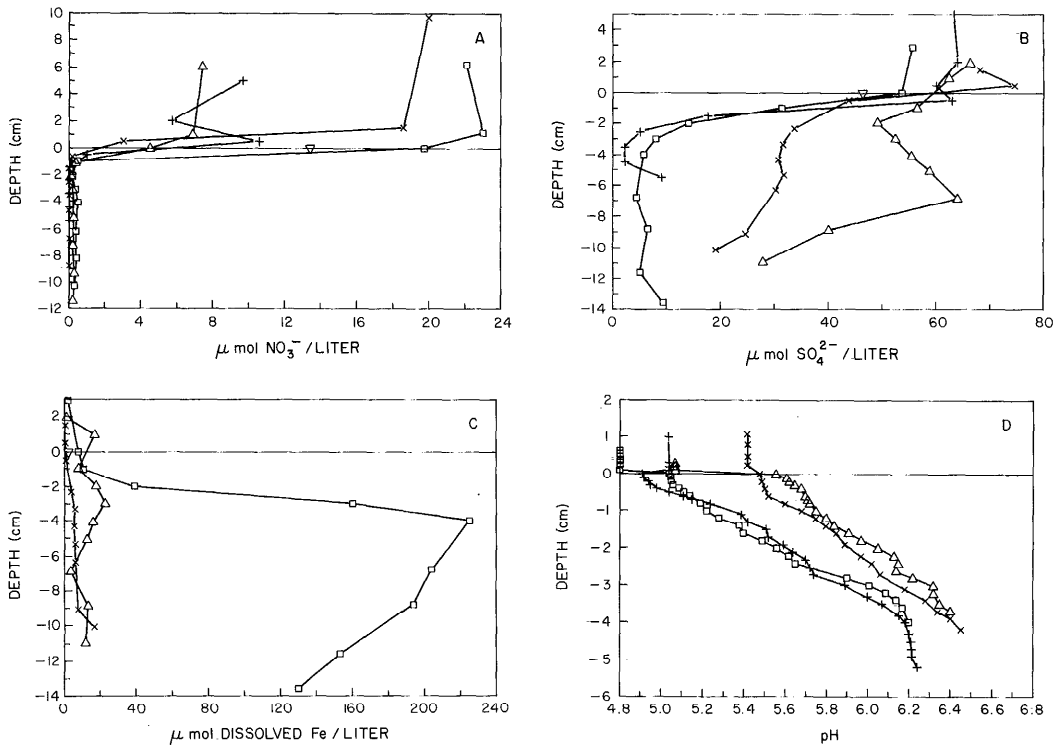 A
DEPTH (cm)
10
8
6
4
2
0
-2
-4
-6
-8
-10
-12
0 4 8 12 16 20 24
μ mol NO₃⁻ / LITER
B
DEPTH (cm)
4
2
0
-2
-4
-6
-8
-10
-12
-14
0 20 40 60 80
μ mol SO₄²⁻ / LITER
C
DEPTH (cm)
2
0
-2
-4
-6
-8
-10
-12
-14
0 40 80 120 160 200 240
μ mol DISSOLVED Fe / LITER
D
DEPTH (cm)
2
1
0
-1
-2
-3
-4
-5
-6
4.8 5.0 5.2 5.4 5.6 5.8 6.0 6.2 6.4 6.6 6.8
pH